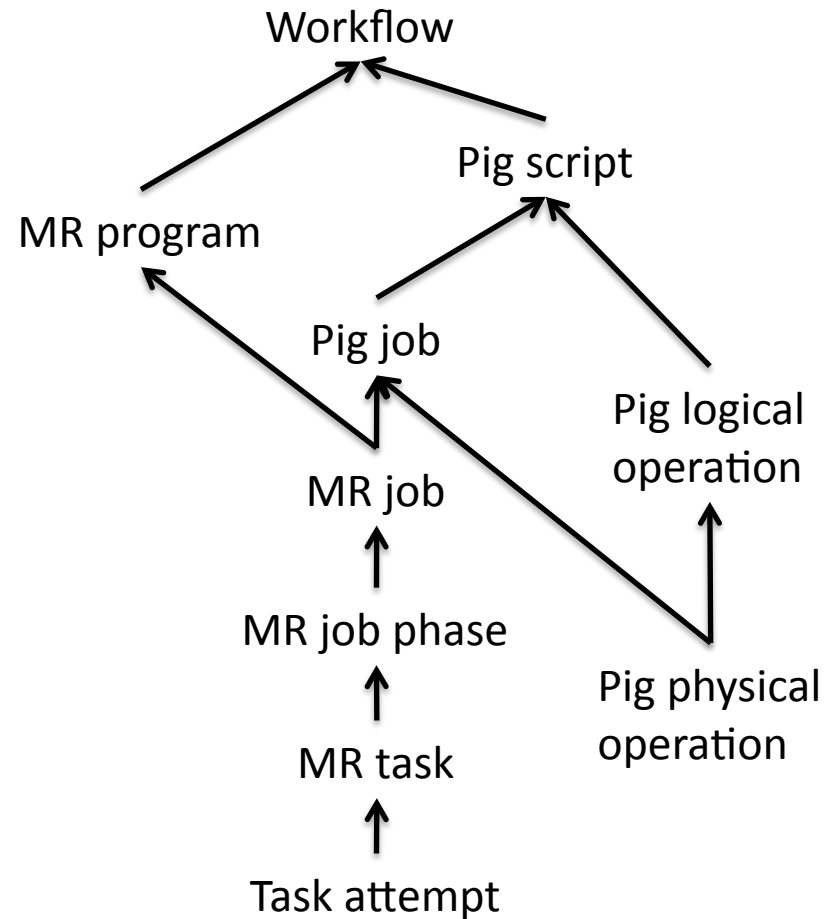 Workflow
Pig script
MR program
Pig job
Pig logical
operation
MR job
MR job phase
Pig physical
operation
MR task
Task attempt